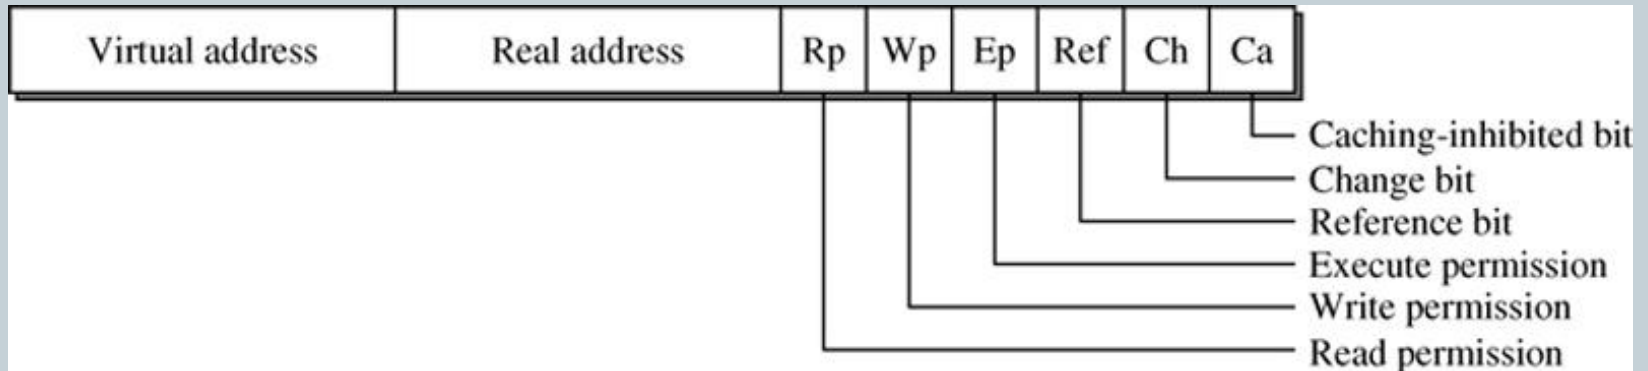 Virtual address Real address Rp Wp Ep Ref Ch Ca
Caching-inhibited bit
Change bit
Reference bit
Execute permission
Write permission
Read permission